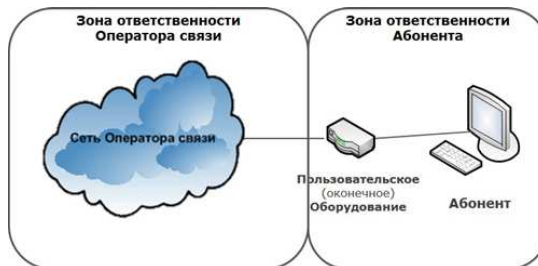 Зона ответственности
Оператора связи
Зона ответственности
Абонента
Сеть Оператора связи
Пользовательское
(оконечное)
Оборудование
Абонент